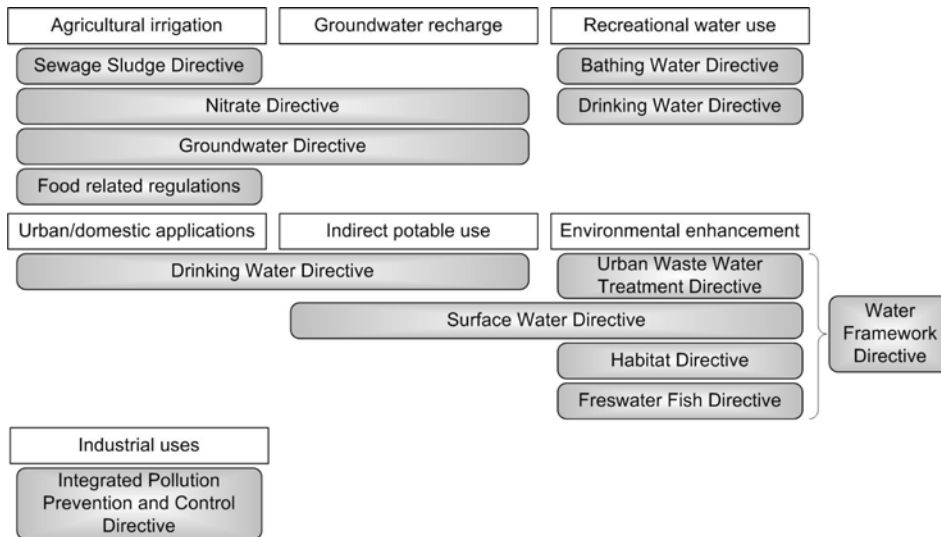 Agricultural irrigation
Groundwater recharge
Recreational water use
Sewage Sludge Directive
Bathing Water Directive
Nitrate Directive
Drinking Water Directive
Groundwater Directive
Food related regulations
Urban/domestic applications
Indirect potable use
Environmental enhancement
Drinking Water Directive
Urban Waste Water
Treatment Directive
Surface Water Directive
Water
Framework
Directive
Habitat Directive
Freswater Fish Directive
Industrial uses
Integrated Pollution
Prevention and Control
Directive